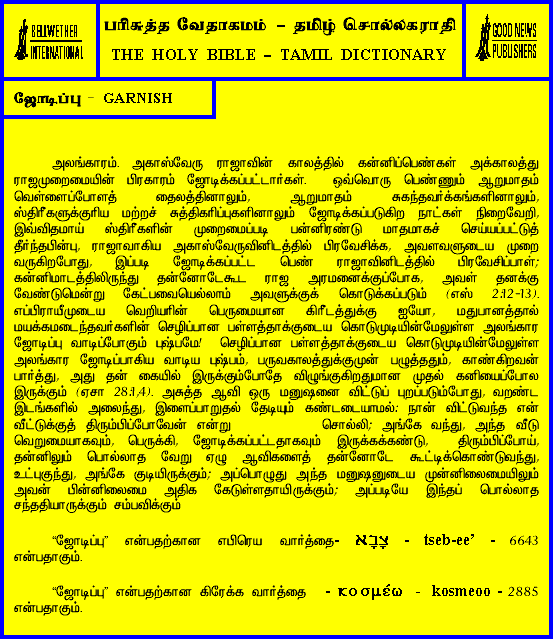 BELLWETHER
INTERNATIONAL
பரிசுத்த வேதாகமம் – தமிழ் சொல்லகராதி
THE HOLY BIBLE – TAMIL DICTIONARY
GOOD NEWS
PUBLISHERS
ஜோடிப்பு – GARNISH
அலங்காரம். அகாஸ்வேரு ராஜாவின் காலத்தில் கன்னிப்பெண்கள் அக்காலத்து
ராஜமுறைமையின் பிரகாரம் ஜோடிக்கப்பட்டார்கள். ஒவ்வொரு பெண்ணும் ஆறுமாதம்
வெள்ளைப்போளத் தைலத்தினாலும், ஆறுமாதம் சுகந்தவர்க்கங்களினாலும்,
ஸ்திரீகளுக்குரிய மற்றச் சுத்திகரிப்புகளினாலும் ஜோடிக்கப்படுகிற நாட்கள் நிறைவேறி,
இவ்விதமாய் ஸ்திரீகளின் முறைமைப்படி பன்னிரண்டு மாதமாகச் செய்யப்பட்டுத்
தீர்ந்தபின்பு, ராஜாவாகிய அகாஸ்வேருவினிடத்தில் பிரவேசிக்க, அவளவளுடைய முறை
வருகிறபோது, இப்படி ஜோடிக்கப்பட்ட பெண் ராஜாவினிடத்தில் பிரவேசிப்பாள்;
கன்னிமாடத்திலிருந்து தன்னோடேகூட ராஜ அரமனைக்குப்போக, அவள் தனக்கு
வேண்டுமென்று கேட்பவையெல்லாம் அவளுக்குக் கொடுக்கப்படும் (எஸ் 2:12-13).
எப்பிராயீமுடைய வெறியரின் பெருமையான கிரீடத்துக்கு ஐயோ, மதுபானத்தால்
மயக்கமடைந்தவர்களின் செழிப்பான பள்ளத்தாக்குடைய கொடுமுடியின்மேலுள்ள அலங்கார
ஜோடிப்பு வாடிப்போகும் புஷ்பமே! செழிப்பான பள்ளத்தாக்குடைய கொடுமுடியின்மேலுள்ள
அலங்கார ஜோடிப்பாகிய வாடிய புஷ்பம், பருவகாலத்துக்குமுன் பழுத்ததும், காண்கிறவன்
பார்த்து, அது தன் கையில் இருக்கும்போதே விழுங்குகிறதுமான முதல் கனியைப்போல
இருக்கும் (ஏசா 28:1,4). அசுத்த ஆவி ஒரு மனுஷனை விட்டுப் புறப்படும்போது, வறண்ட
இடங்களில் அலைந்து, இளைப்பாறுதல் தேடியும் கண்டடையாமல்: நான் விட்டுவந்த என்
வீட்டுக்குத் திரும்பிப்போவேன் என்று சொல்லி; அங்கே வந்து, அந்த வீடு
வெறுமையாகவும், பெருக்கி, ஜோடிக்கப்பட்டதாகவும் இருக்கக்கண்டு, திரும்பிப்போய்,
தன்னிலும் பொல்லாத வேறு ஏழு ஆவிகளைத் தன்னோடே கூட்டிக்கொண்டுவந்து,
உட்புகுந்து, அங்கே குடியிருக்கும்; அப்பொழுது அந்த மனுஷனுடைய முன்னிலைமையிலும்
அவன் பின்னிலைமை அதிக கேடுள்ளதாயிருக்கும்; அப்படியே இந்தப் பொல்லாத
சந்ததியாருக்கும் சம்பவிக்கும்
“ஜோடிப்பு” என்பதற்கான எபிரெய வார்த்தை- צָבָא - tseb-ee’ - 6643
என்பதாகும்.
“ஜோடிப்பு” என்பதற்கான கிரேக்க வார்த்தை - κοσμέω - kosmeoo - 2885
என்பதாகும்.